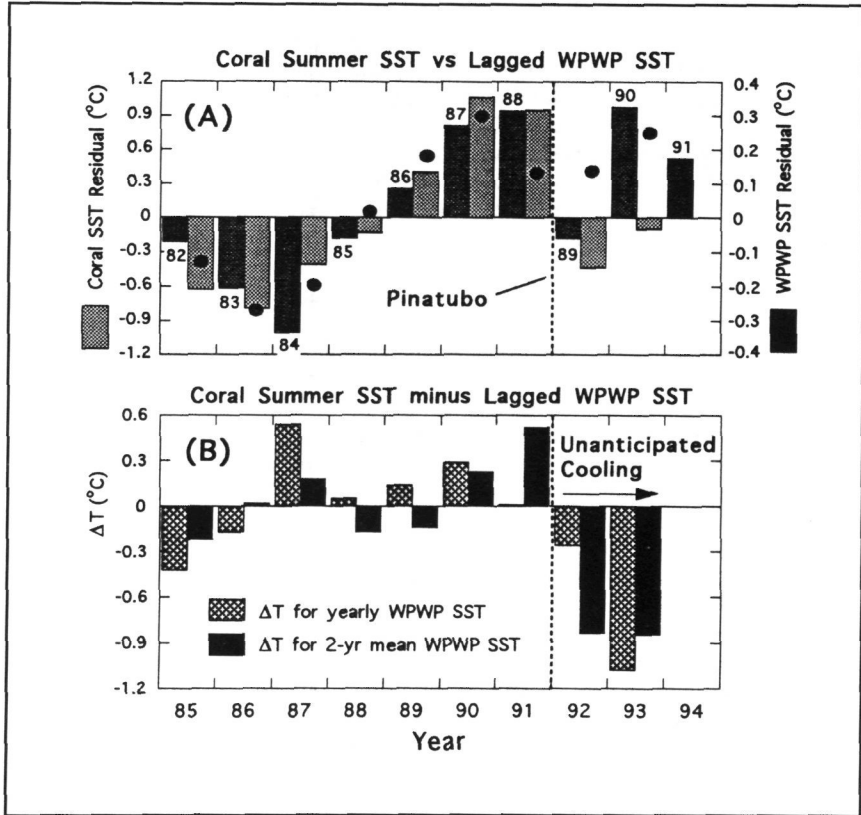 Coral Summer SST vs Lagged WPWP SST
(A)
Coral SST Residual (°C)
1.2
0.9
0.6
0.3
0
-0.3
-0.6
-0.9
-1.2
82
83
84
85
86
87
88
89
90
91
Pinatubo
0.4
0.3
0.2
0.1
0
-0.1
-0.2
-0.3
-0.4
WPWP SST Residual (°C)
Coral Summer SST minus Lagged WPWP SST
(B)
ΔT (°C)
0.6
0.3
0
-0.3
-0.6
-0.9
-1.2
Unanticipated
Cooling
ΔT for yearly WPWP SST
ΔT for 2-yr mean WPWP SST
85 86 87 88 89 90 91 92 93 94
Year